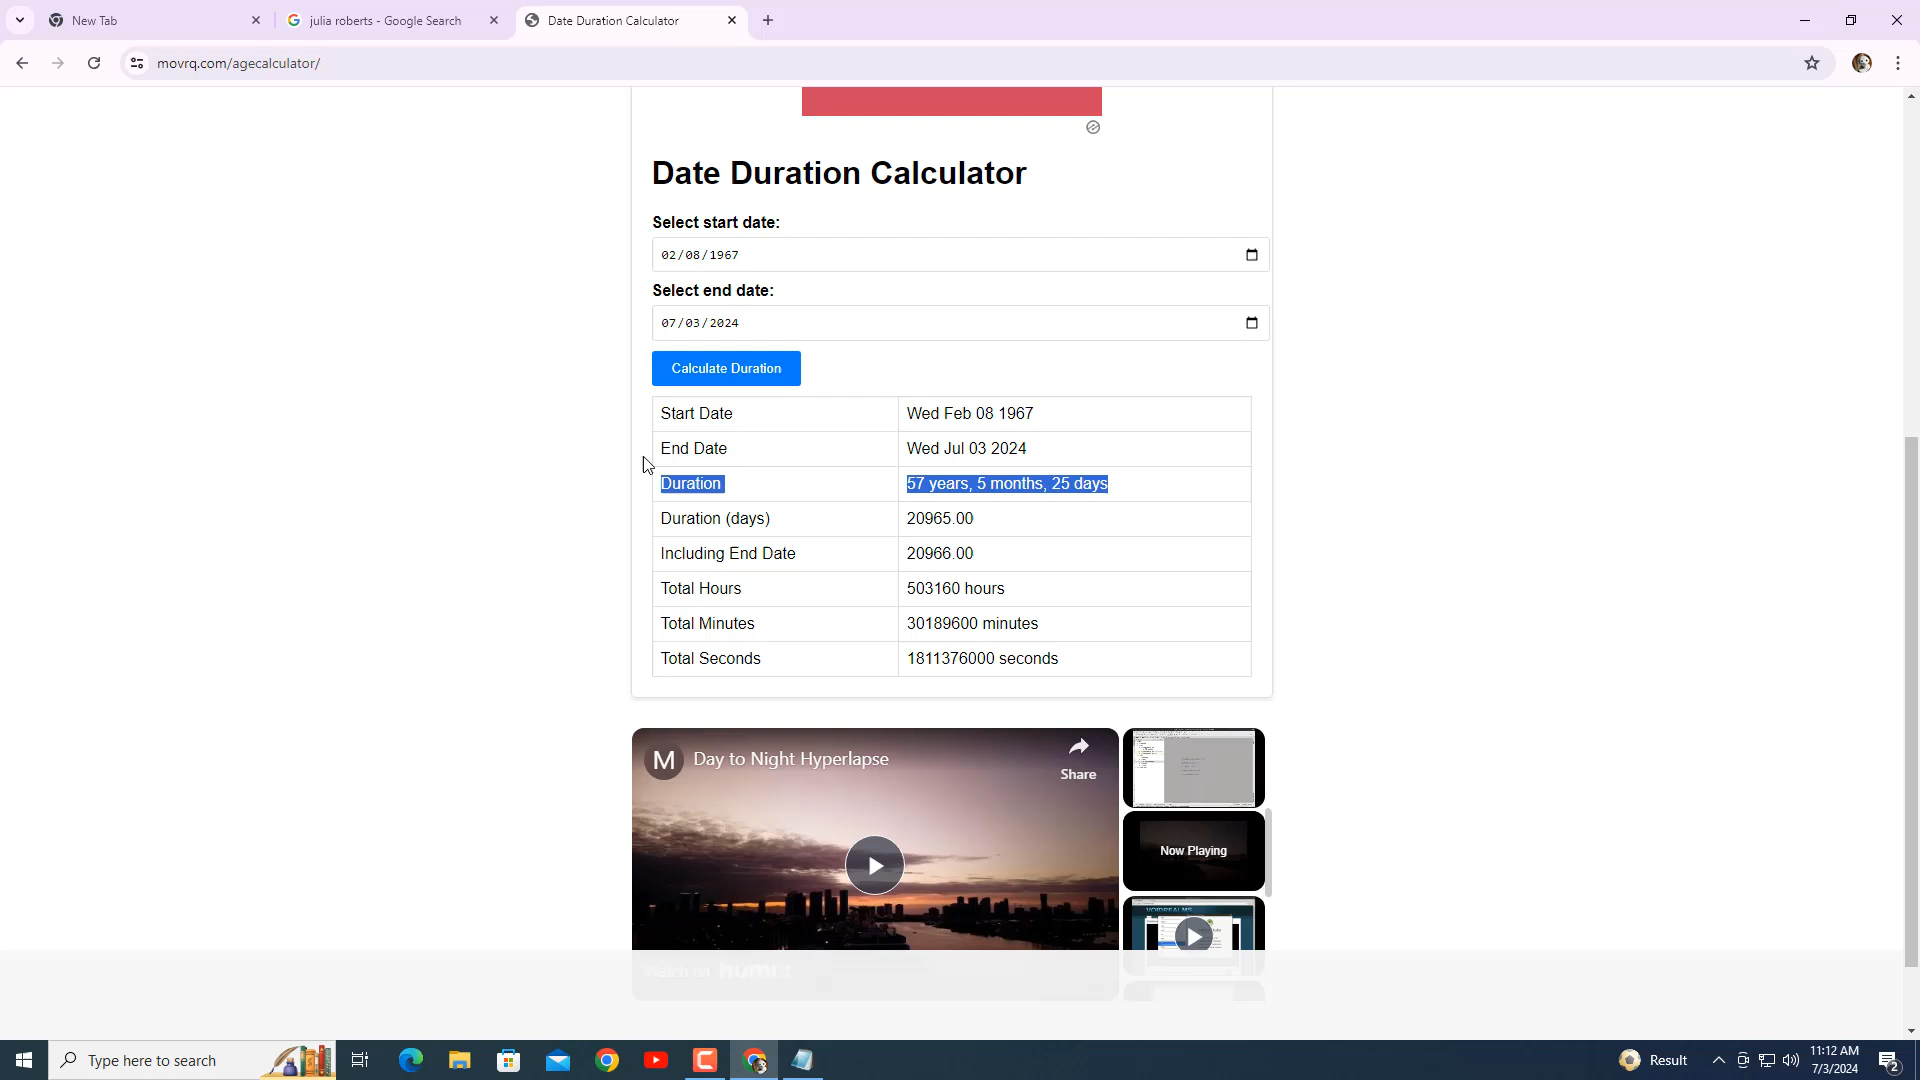 New Tab
julia roberts - Google Search
Date Duration Calculator
movrq.com/agecalculator/
Date Duration Calculator
Select start date:
02/08/1967
Select end date:
07/03/2024
Calculate Duration
Start Date Wed Feb 08 1967
End Date Wed Jul 03 2024
Duration 57 years, 5 months, 25 days
Duration (days) 20965.00
Including End Date 20966.00
Total Hours 503160 hours
Total Minutes 30189600 minutes
Total Seconds 1811376000 seconds
M Day to Night Hyperlapse
Share
Now Playing
VOIDREALMS
Watch on
Type here to search
Result
11:12 AM
7/3/2024
2